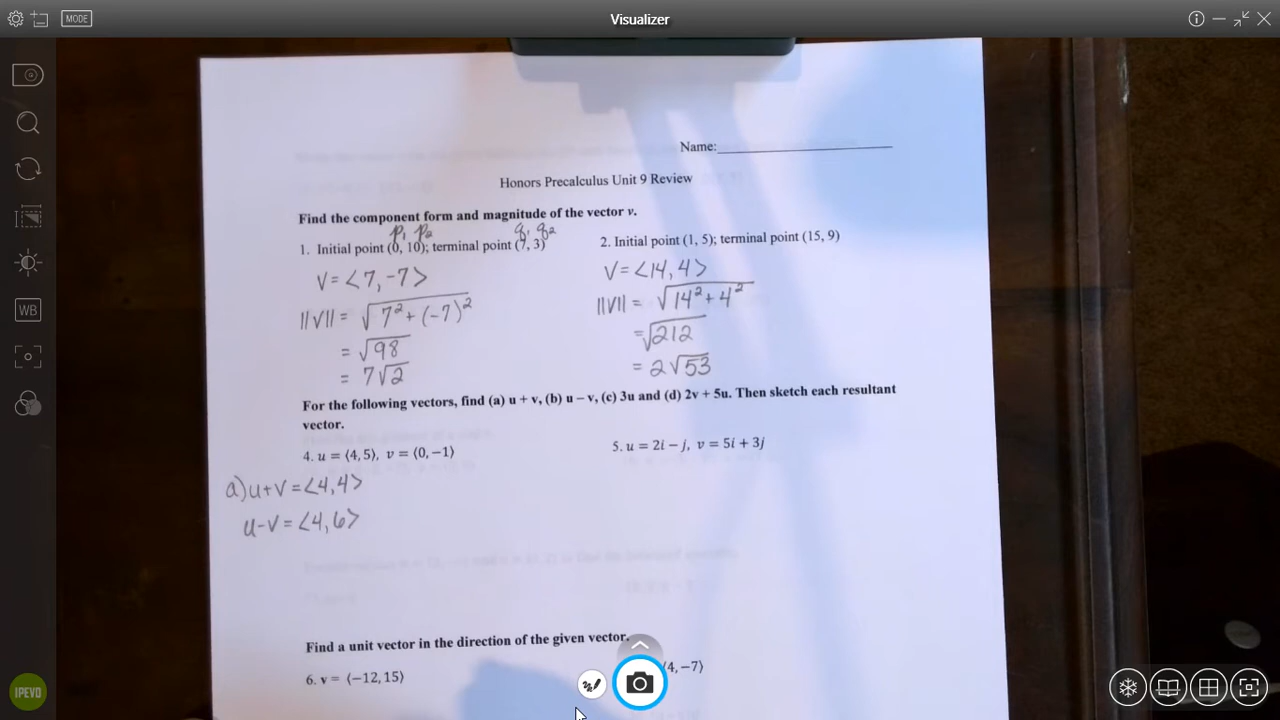 MODE
Visualizer
WB
IPEVO
Name:
Honors Precalculus Unit 9 Review
Find the component form and magnitude of the vector v.
p₁ p₂ q₁ q₂
1. Initial point (0, 10); terminal point (7, 3)
V = <7, -7>
||V|| = √7² + (-7)²
= √98
= 7√2
2. Initial point (1, 5); terminal point (15, 9)
V = <14, 4>
||V|| = √14² + 4²
= √212
= 2√53
For the following vectors, find (a) u + v, (b) u − v, (c) 3u and (d) 2v + 5u. Then sketch each resultant
vector.
4. u = ⟨4, 5⟩, v = ⟨0, −1⟩
a) u+v = <4, 4>
u-v = <4, 6>
5. u = 2i − j, v = 5i + 3j
Find a unit vector in the direction of the given vector.
6. v = ⟨−12, 15⟩
⟨4, −7⟩